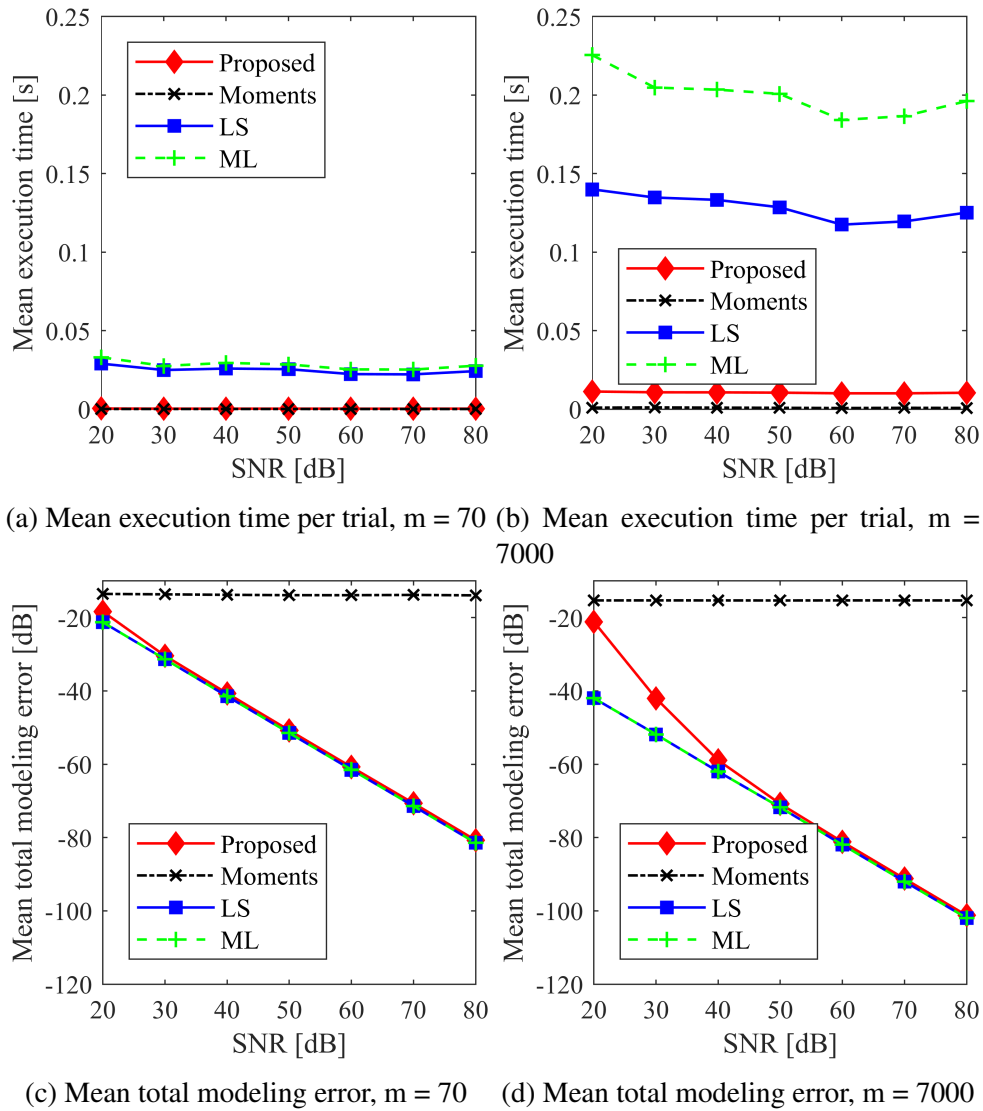 0.25
0.2
0.15
0.1
0.05
0
Mean execution time [s]
Proposed
Moments
LS
ML
20 30 40 50 60 70 80
SNR [dB]
0.25
0.2
0.15
0.1
0.05
0
Mean execution time [s]
Proposed
Moments
LS
ML
20 30 40 50 60 70 80
SNR [dB]
(a) Mean execution time per trial, m = 70
(b) Mean execution time per trial, m =
7000
-20
-40
-60
-80
-100
-120
Mean total modeling error [dB]
Proposed
Moments
LS
ML
20 30 40 50 60 70 80
SNR [dB]
-20
-40
-60
-80
-100
-120
Mean total modeling error [dB]
Proposed
Moments
LS
ML
20 30 40 50 60 70 80
SNR [dB]
(c) Mean total modeling error, m = 70
(d) Mean total modeling error, m = 7000